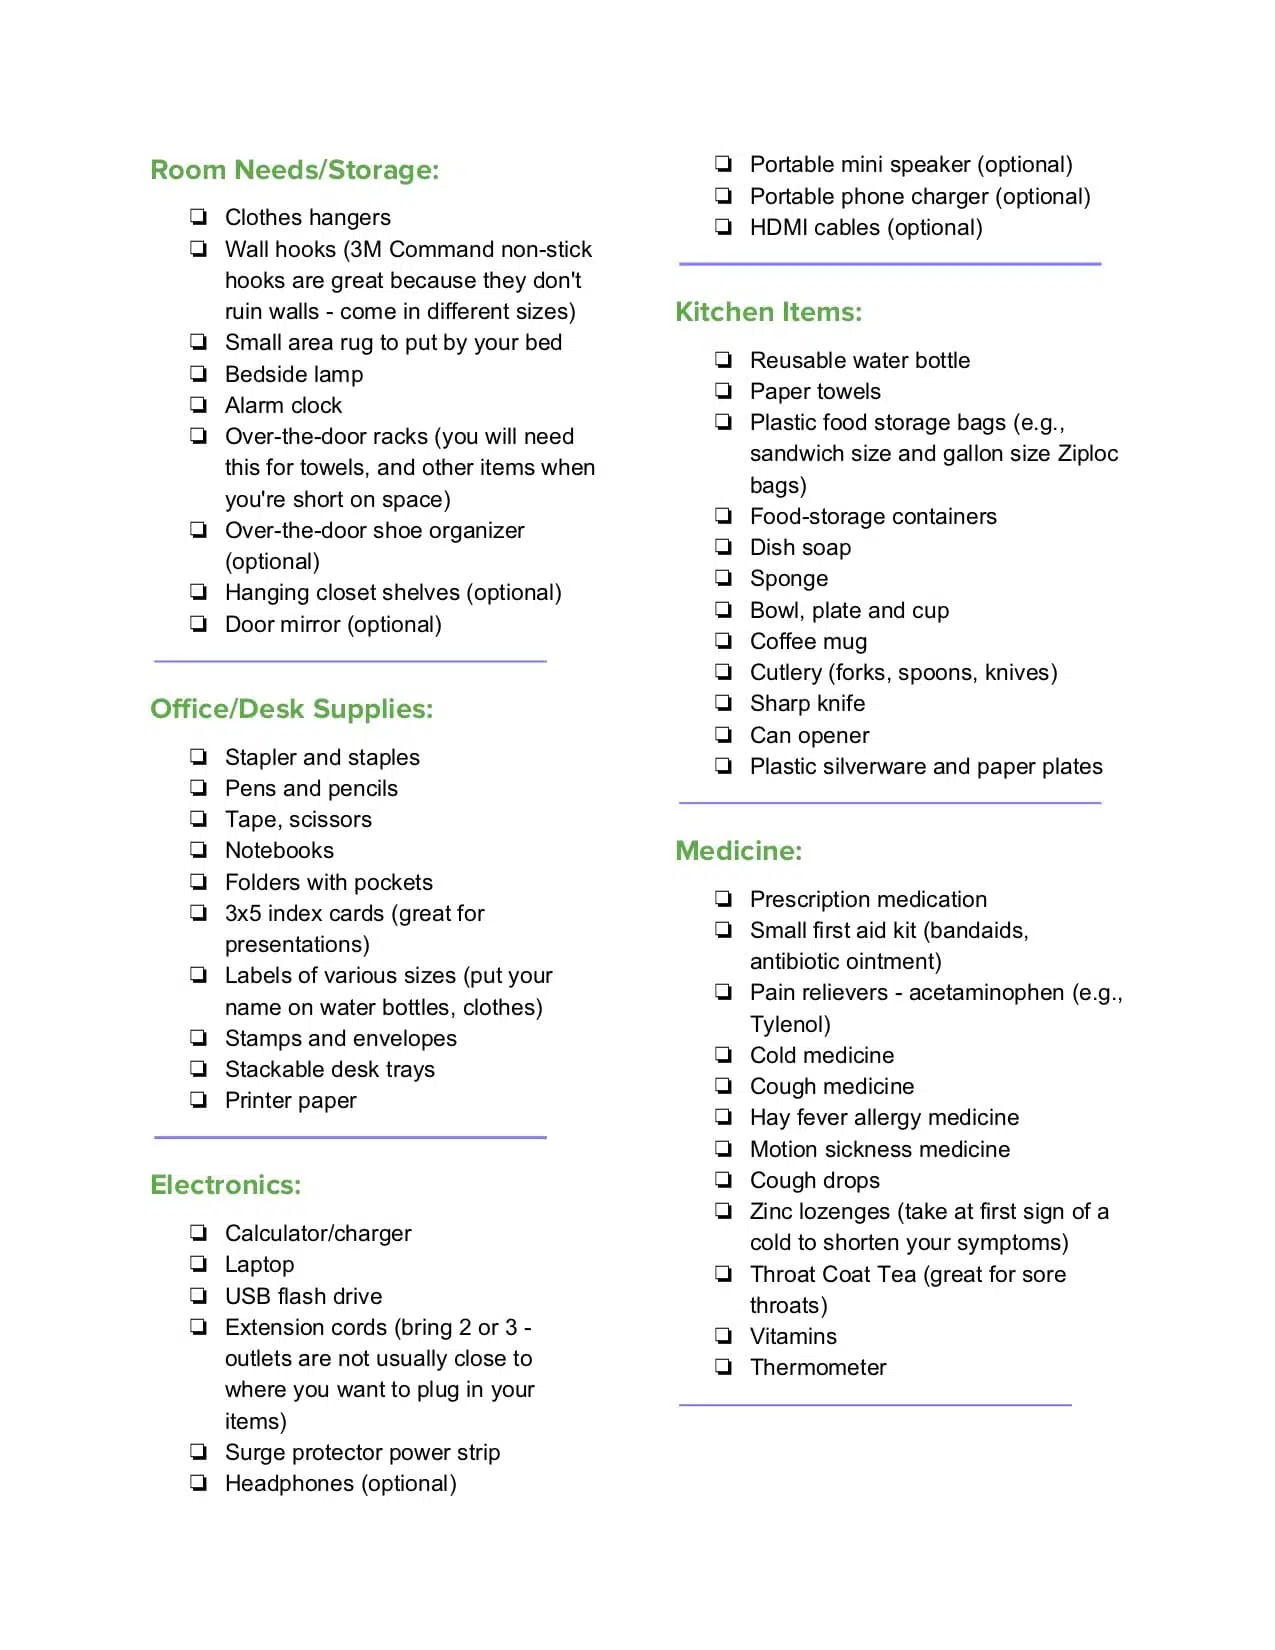 Room Needs/Storage:
❏ Clothes hangers
❏ Wall hooks (3M Command non-stick
hooks are great because they don't
ruin walls - come in different sizes)
❏ Small area rug to put by your bed
❏ Bedside lamp
❏ Alarm clock
❏ Over-the-door racks (you will need
this for towels, and other items when
you're short on space)
❏ Over-the-door shoe organizer
(optional)
❏ Hanging closet shelves (optional)
❏ Door mirror (optional)
Office/Desk Supplies:
❏ Stapler and staples
❏ Pens and pencils
❏ Tape, scissors
❏ Notebooks
❏ Folders with pockets
❏ 3x5 index cards (great for
presentations)
❏ Labels of various sizes (put your
name on water bottles, clothes)
❏ Stamps and envelopes
❏ Stackable desk trays
❏ Printer paper
Electronics:
❏ Calculator/charger
❏ Laptop
❏ USB flash drive
❏ Extension cords (bring 2 or 3 -
outlets are not usually close to
where you want to plug in your
items)
❏ Surge protector power strip
❏ Headphones (optional)
❏ Portable mini speaker (optional)
❏ Portable phone charger (optional)
❏ HDMI cables (optional)
Kitchen Items:
❏ Reusable water bottle
❏ Paper towels
❏ Plastic food storage bags (e.g.,
sandwich size and gallon size Ziploc
bags)
❏ Food-storage containers
❏ Dish soap
❏ Sponge
❏ Bowl, plate and cup
❏ Coffee mug
❏ Cutlery (forks, spoons, knives)
❏ Sharp knife
❏ Can opener
❏ Plastic silverware and paper plates
Medicine:
❏ Prescription medication
❏ Small first aid kit (bandaids,
antibiotic ointment)
❏ Pain relievers - acetaminophen (e.g.,
Tylenol)
❏ Cold medicine
❏ Cough medicine
❏ Hay fever allergy medicine
❏ Motion sickness medicine
❏ Cough drops
❏ Zinc lozenges (take at first sign of a
cold to shorten your symptoms)
❏ Throat Coat Tea (great for sore
throats)
❏ Vitamins
❏ Thermometer